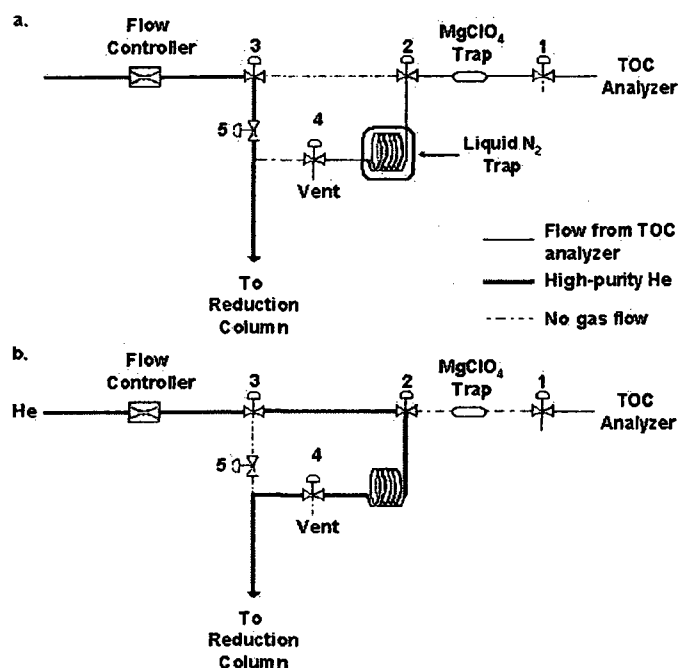 a.
Flow
Controller
3
2
MgClO₄
Trap
1
TOC
Analyzer
5
4
Vent
Liquid N₂
Trap
To
Reduction
Column
Flow from TOC
analyzer
High-purity He
No gas flow
b.
Flow
Controller
He
3
2
MgClO₄
Trap
1
TOC
Analyzer
5
4
Vent
To
Reduction
Column